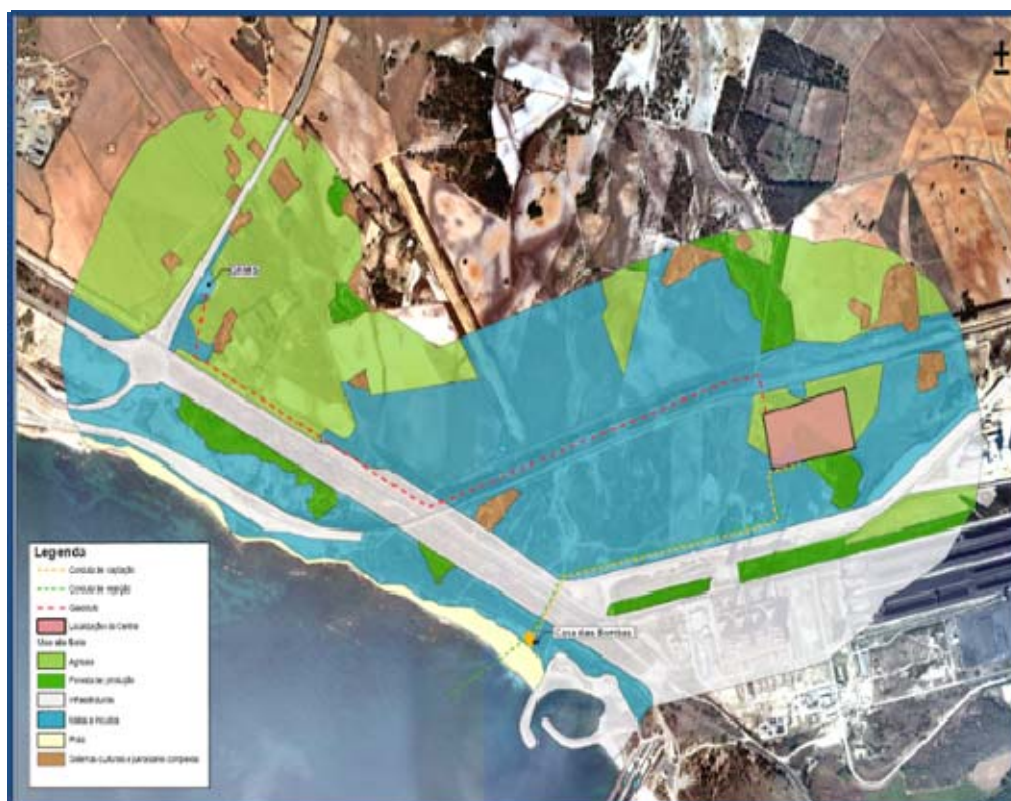 Casa das Bombas
Legenda
Conduta de captação
Conduta de rejeição
Gasoduto
Localização da Central
Uso do Solo
Agrícola
Floresta de produção
Infraestruturas
Matos e Incultos
Praia
Sistemas culturais e parcelares complexos